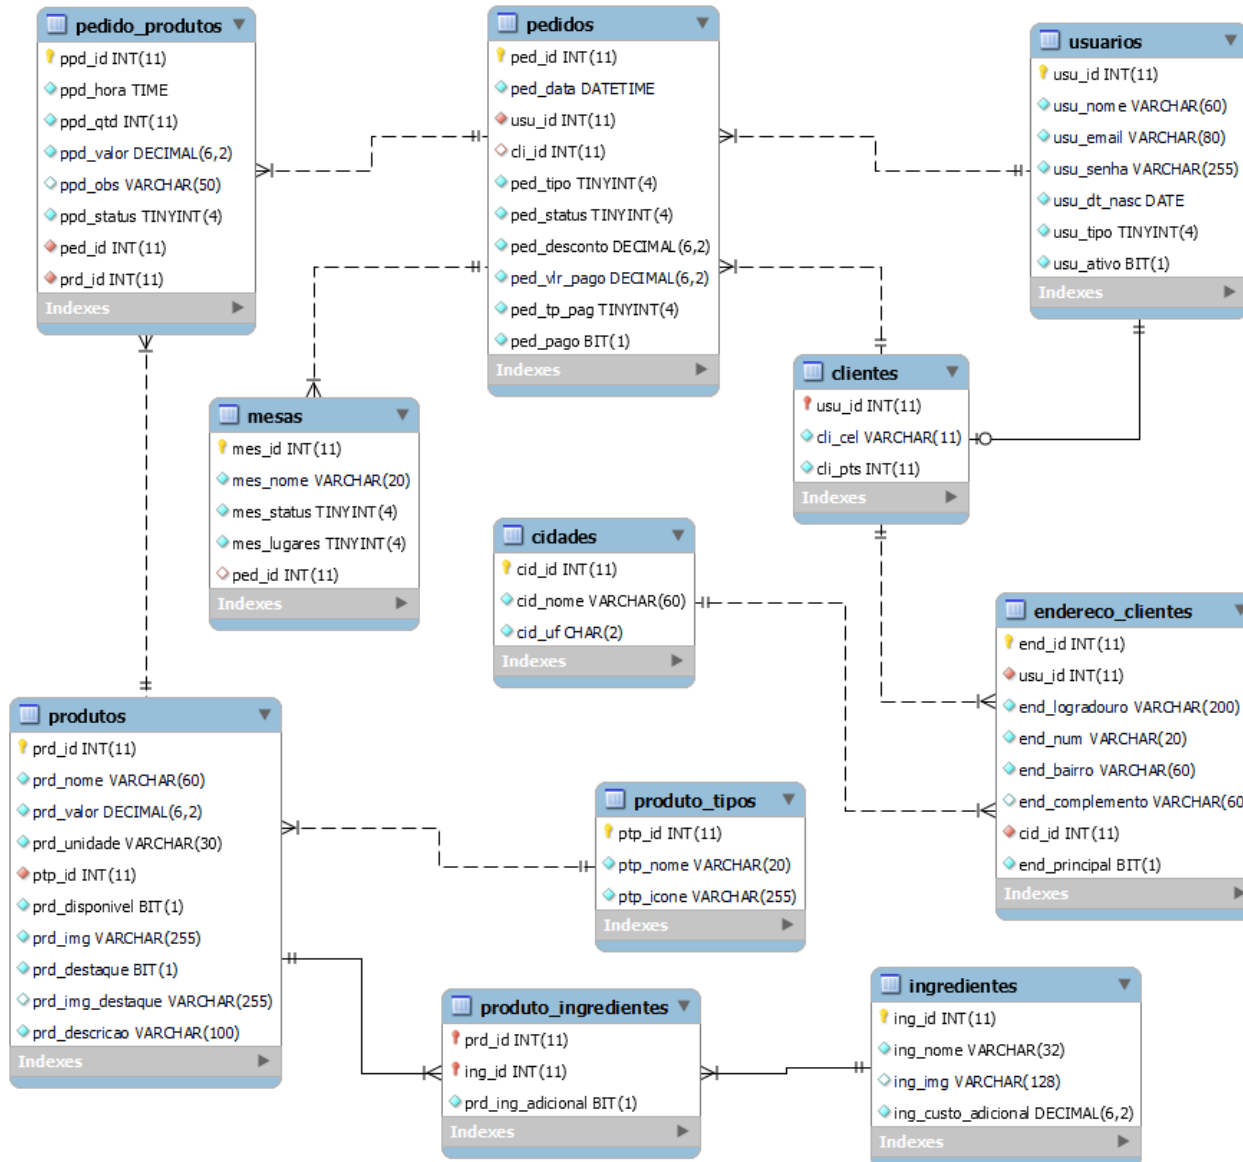 pedido_produtos
ppd_id INT(11)
ppd_hora TIME
ppd_qtd INT(11)
ppd_valor DECIMAL(6,2)
ppd_obs VARCHAR(50)
ppd_status TINYINT(4)
ped_id INT(11)
prd_id INT(11)
Indexes
pedidos
ped_id INT(11)
ped_data DATETIME
usu_id INT(11)
cli_id INT(11)
ped_tipo TINYINT(4)
ped_status TINYINT(4)
ped_desconto DECIMAL(6,2)
ped_vlr_pago DECIMAL(6,2)
ped_tp_pag TINYINT(4)
ped_pago BIT(1)
Indexes
usuarios
usu_id INT(11)
usu_nome VARCHAR(60)
usu_email VARCHAR(80)
usu_senha VARCHAR(255)
usu_dt_nasc DATE
usu_tipo TINYINT(4)
usu_ativo BIT(1)
Indexes
clientes
usu_id INT(11)
cli_cel VARCHAR(11)
cli_pts INT(11)
Indexes
mesas
mes_id INT(11)
mes_nome VARCHAR(20)
mes_status TINYINT(4)
mes_lugares TINYINT(4)
ped_id INT(11)
Indexes
cidades
cid_id INT(11)
cid_nome VARCHAR(60)
cid_uf CHAR(2)
Indexes
endereco_clientes
end_id INT(11)
usu_id INT(11)
end_logradouro VARCHAR(200)
end_num VARCHAR(20)
end_bairro VARCHAR(60)
end_complemento VARCHAR(60
cid_id INT(11)
end_principal BIT(1)
Indexes
produtos
prd_id INT(11)
prd_nome VARCHAR(60)
prd_valor DECIMAL(6,2)
prd_unidade VARCHAR(30)
ptp_id INT(11)
prd_disponivel BIT(1)
prd_img VARCHAR(255)
prd_destaque BIT(1)
prd_img_destaque VARCHAR(255)
prd_descricao VARCHAR(100)
Indexes
produto_tipos
ptp_id INT(11)
ptp_nome VARCHAR(20)
ptp_icone VARCHAR(255)
Indexes
produto_ingredientes
prd_id INT(11)
ing_id INT(11)
prd_ing_adicional BIT(1)
Indexes
ingredientes
ing_id INT(11)
ing_nome VARCHAR(32)
ing_img VARCHAR(128)
ing_custo_adicional DECIMAL(6,2)
Indexes